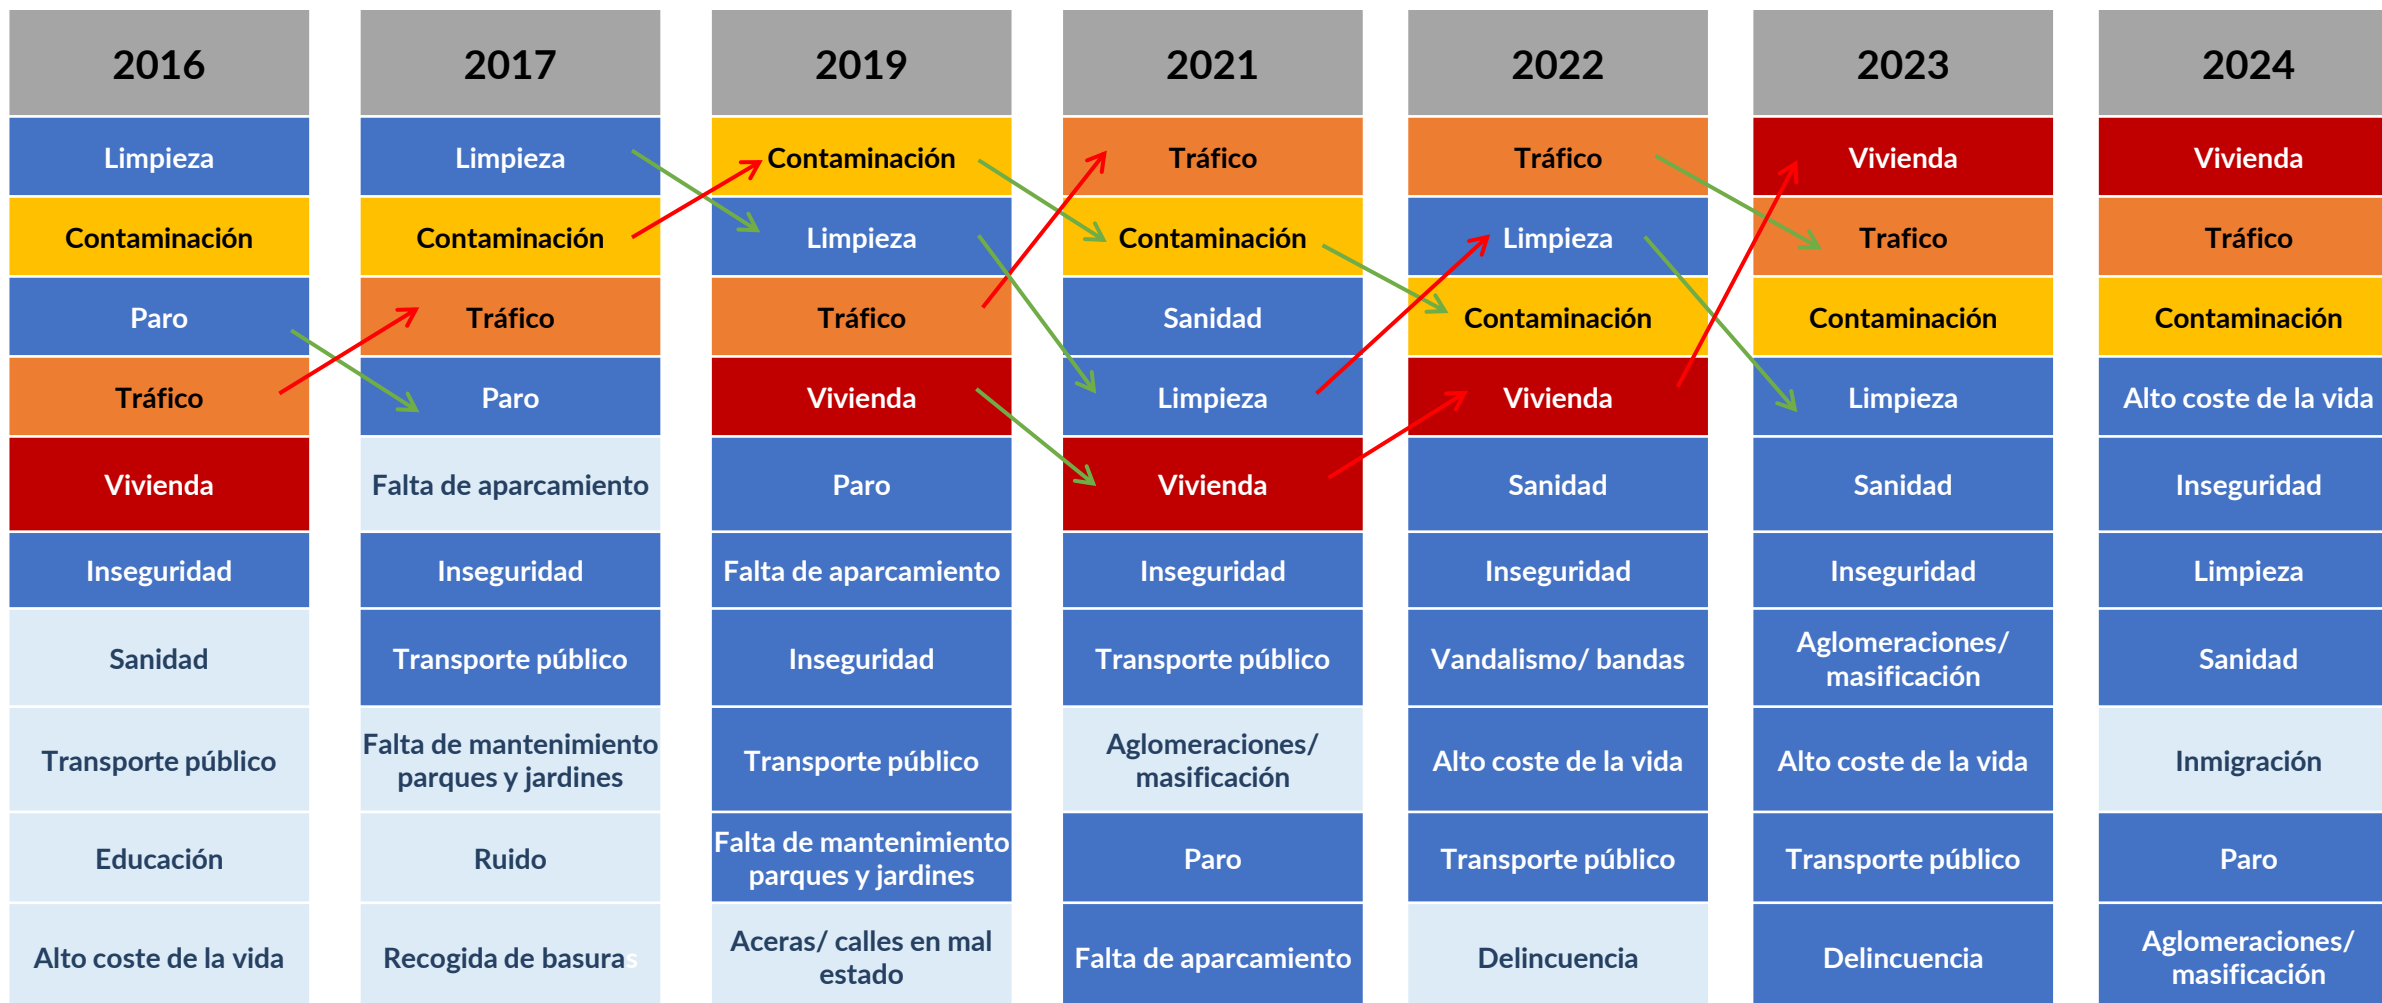 2016
2017
2019
2021
2022
2023
2024
Limpieza
Limpieza
Contaminación
Tráfico
Tráfico
Vivienda
Vivienda
Contaminación
Contaminación
Limpieza
Contaminación
Limpieza
Trafico
Tráfico
Paro
Tráfico
Tráfico
Sanidad
Contaminación
Contaminación
Contaminación
Tráfico
Paro
Vivienda
Limpieza
Vivienda
Limpieza
Alto coste de la vida
Vivienda
Falta de aparcamiento
Paro
Vivienda
Sanidad
Sanidad
Inseguridad
Inseguridad
Inseguridad
Falta de aparcamiento
Inseguridad
Inseguridad
Inseguridad
Limpieza
Sanidad
Transporte público
Inseguridad
Transporte público
Vandalismo/ bandas
Aglomeraciones/
masificación
Sanidad
Transporte público
Falta de mantenimiento
parques y jardines
Transporte público
Aglomeraciones/
masificación
Alto coste de la vida
Alto coste de la vida
Inmigración
Educación
Ruido
Falta de mantenimiento
parques y jardines
Paro
Transporte público
Transporte público
Paro
Alto coste de la vida
Recogida de basuras
Aceras/ calles en mal
estado
Falta de aparcamiento
Delincuencia
Delincuencia
Aglomeraciones/
masificación